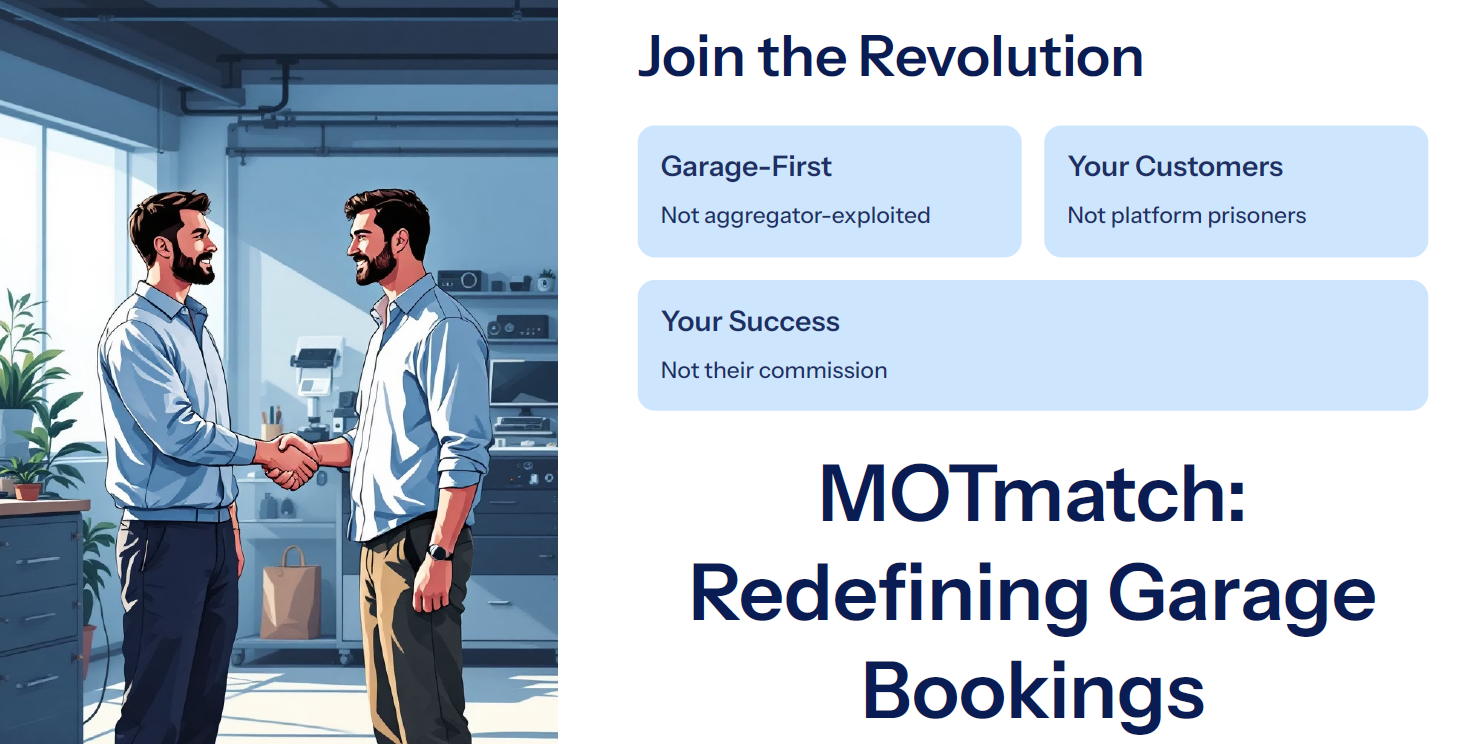 Join the Revolution
Garage-First
Not aggregator-exploited
Your Customers
Not platform prisoners
Your Success
Not their commission
MOTmatch:
Redefining Garage
Bookings